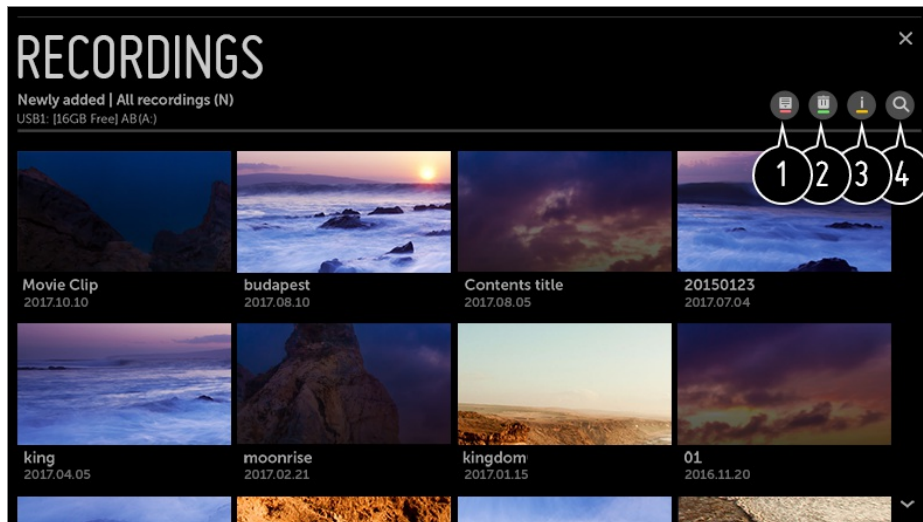 RECORDINGS
Newly added | All recordings (N)
USB1: [16GB Free] AB(A:)
1 2 3 4
Movie Clip
2017.10.10
budapest
2017.08.10
Contents title
2017.08.05
20150123
2017.07.04
king
2017.04.05
moonrise
2017.02.21
kingdom
2017.01.15
01
2016.11.20